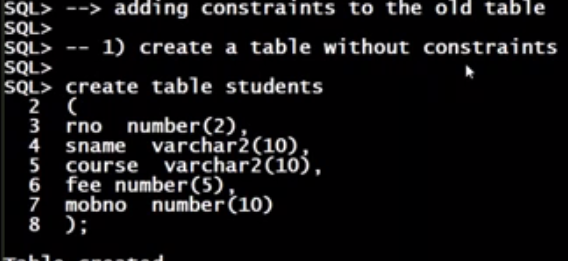 SQL> --> adding constraints to the old table
SQL>
SQL> -- 1) create a table without constraints
SQL>
SQL> create table students
2 (
3 rno number(2),
4 sname varchar2(10),
5 course varchar2(10),
6 fee number(5),
7 mobno number(10)
8 );
Table created